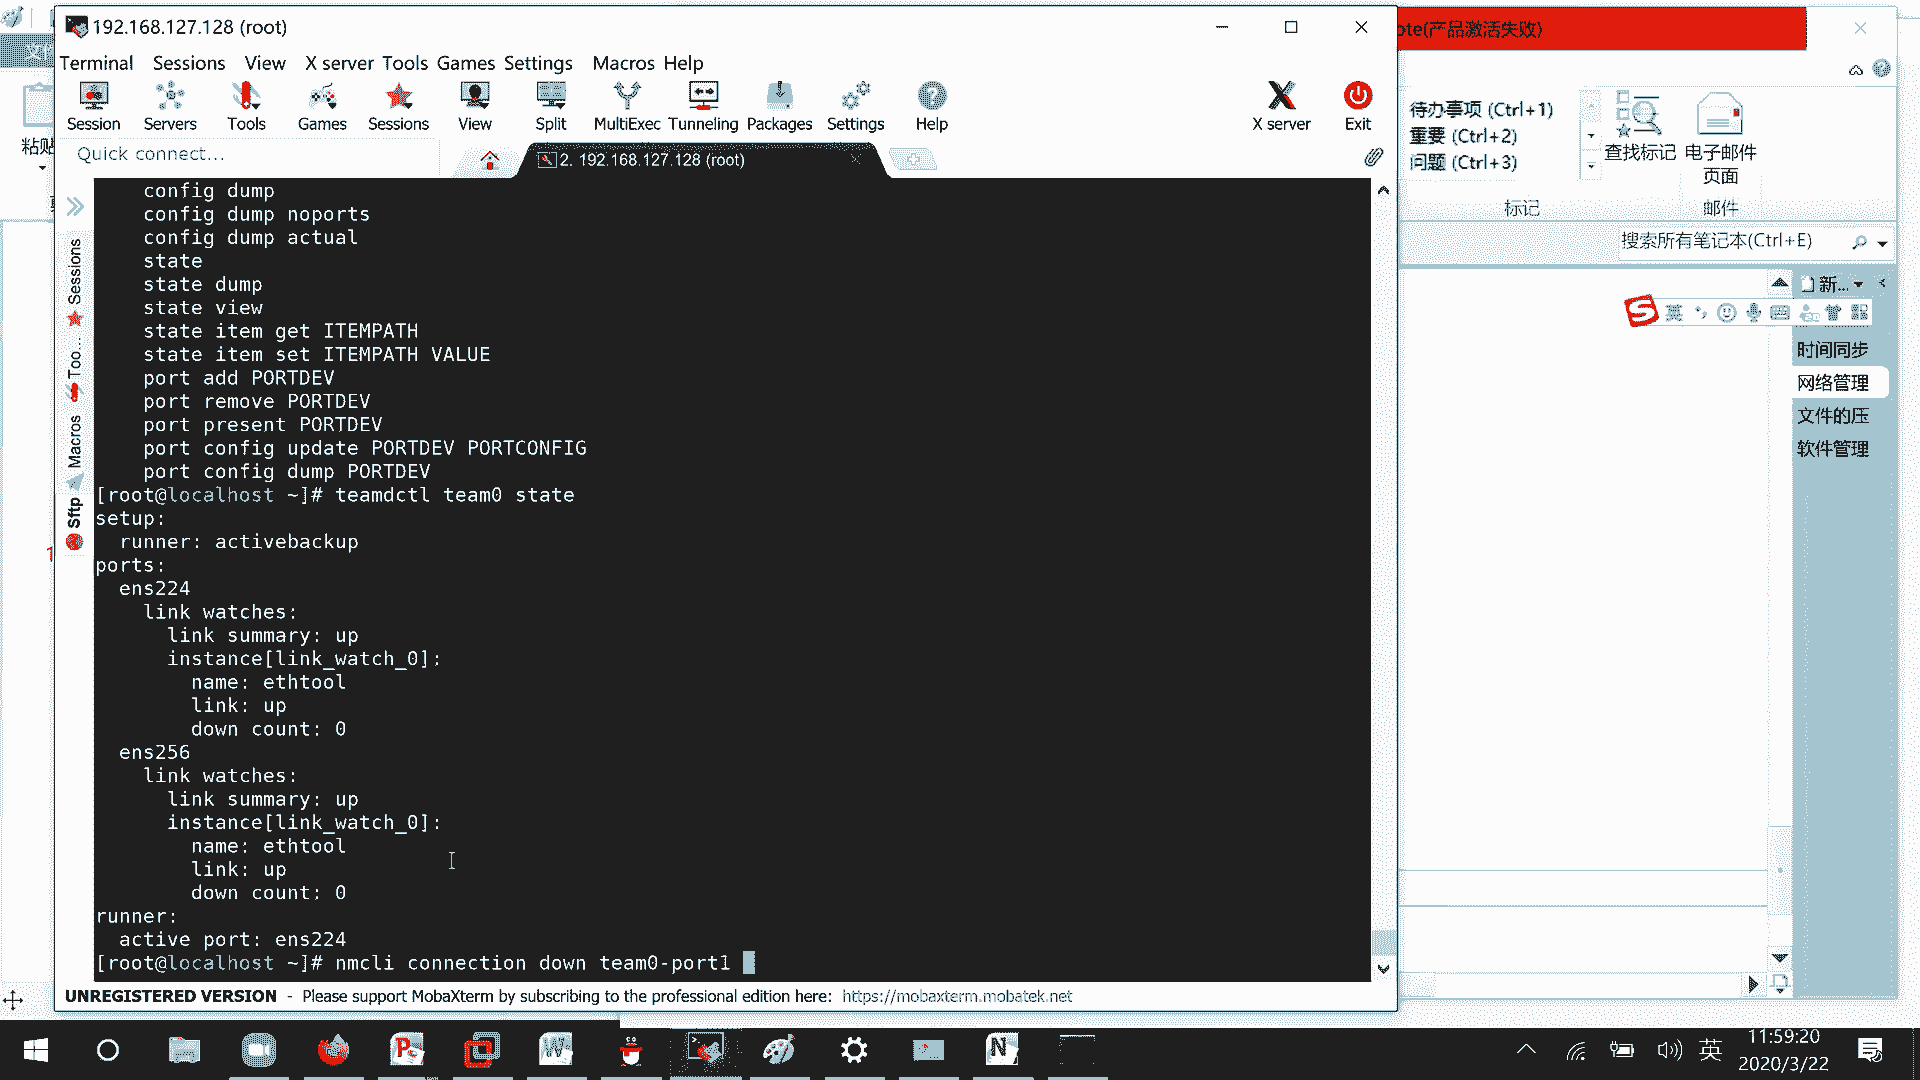 192.168.127.128 (root)
ote(产品激活失败)
Terminal Sessions View X server Tools Games Settings Macros Help
Session Servers Tools Games Sessions View Split MultiExec Tunneling Packages Settings Help X server Exit
Quick connect...
2. 192.168.127.128 (root)
粘贴
待办事项 (Ctrl+1)
重要 (Ctrl+2)
问题 (Ctrl+3)
查找标记
电子邮件
页面
标记
邮件
搜索所有笔记本(Ctrl+E)
新...
英
时间同步
网络管理
文件的压
软件管理
Sessions
Too...
Macros
Sftp
config dump
config dump noports
config dump actual
state
state dump
state view
state item get ITEMPATH
state item set ITEMPATH VALUE
port add PORTDEV
port remove PORTDEV
port present PORTDEV
port config update PORTDEV PORTCONFIG
port config dump PORTDEV
[root@localhost ~]# teamdctl team0 state
setup:
runner: activebackup
ports:
ens224
link watches:
link summary: up
instance[link_watch_0]:
name: ethtool
link: up
down count: 0
ens256
link watches:
link summary: up
instance[link_watch_0]:
name: ethtool
link: up
down count: 0
runner:
active port: ens224
[root@localhost ~]# nmcli connection down team0-port1
UNREGISTERED VERSION - Please support MobaXterm by subscribing to the professional edition here: https://mobaxterm.mobatek.net
英
11:59:20
2020/3/22